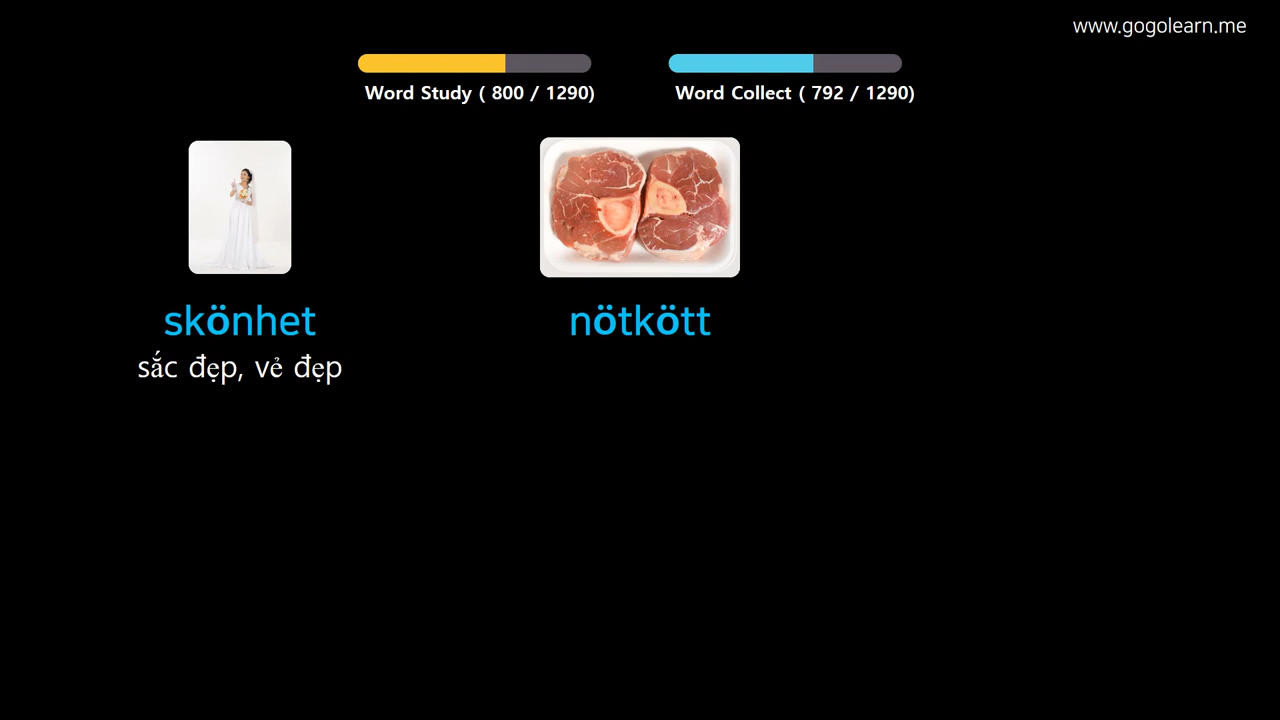 www.gogolearn.me
Word Study ( 800 / 1290)
Word Collect ( 792 / 1290)
skönhet
nötkött
sắc đẹp, vẻ đẹp